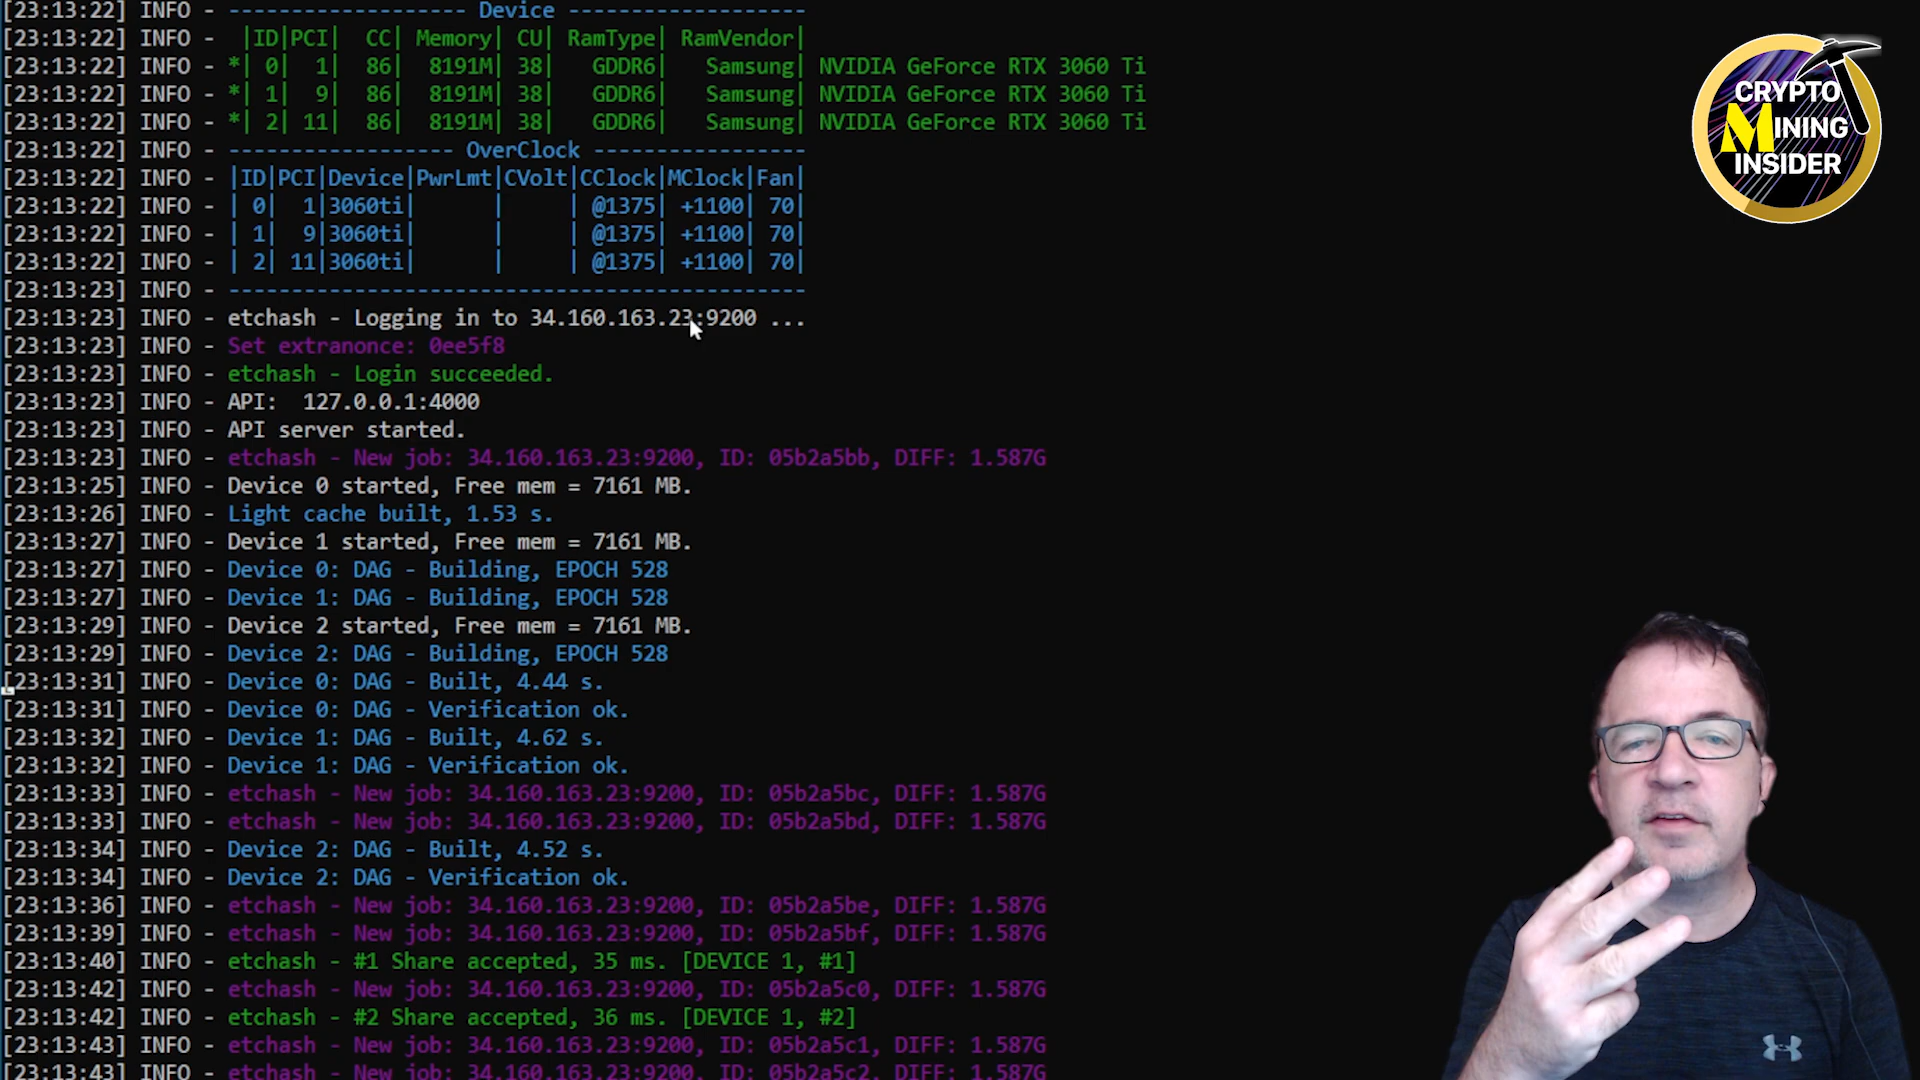 [23:13:22] INFO - ------------------- Device -------------------
[23:13:22] INFO - |ID|PCI| CC| Memory| CU| RamType| RamVendor|
[23:13:22] INFO - *| 0| 1| 86| 8191M| 38| GDDR6| Samsung| NVIDIA GeForce RTX 3060 Ti
[23:13:22] INFO - *| 1| 9| 86| 8191M| 38| GDDR6| Samsung| NVIDIA GeForce RTX 3060 Ti
[23:13:22] INFO - *| 2| 11| 86| 8191M| 38| GDDR6| Samsung| NVIDIA GeForce RTX 3060 Ti
[23:13:22] INFO - ------------------ OverClock -----------------
[23:13:22] INFO - |ID|PCI|Device|PwrLmt|CVolt|CClock|MClock|Fan|
[23:13:22] INFO - | 0| 1|3060ti| | | @1375| +1100| 70|
[23:13:22] INFO - | 1| 9|3060ti| | | @1375| +1100| 70|
[23:13:22] INFO - | 2| 11|3060ti| | | @1375| +1100| 70|
[23:13:23] INFO - ----------------------------------------------
[23:13:23] INFO - etchash - Logging in to 34.160.163.23:9200 ...
[23:13:23] INFO - Set extranonce: 0ee5f8
[23:13:23] INFO - etchash - Login succeeded.
[23:13:23] INFO - API: 127.0.0.1:4000
[23:13:23] INFO - API server started.
[23:13:23] INFO - etchash - New job: 34.160.163.23:9200, ID: 05b2a5bb, DIFF: 1.587G
[23:13:25] INFO - Device 0 started, Free mem = 7161 MB.
[23:13:26] INFO - Light cache built, 1.53 s.
[23:13:27] INFO - Device 1 started, Free mem = 7161 MB.
[23:13:27] INFO - Device 0: DAG - Building, EPOCH 528
[23:13:27] INFO - Device 1: DAG - Building, EPOCH 528
[23:13:29] INFO - Device 2 started, Free mem = 7161 MB.
[23:13:29] INFO - Device 2: DAG - Building, EPOCH 528
[23:13:31] INFO - Device 0: DAG - Built, 4.44 s.
[23:13:31] INFO - Device 0: DAG - Verification ok.
[23:13:32] INFO - Device 1: DAG - Built, 4.62 s.
[23:13:32] INFO - Device 1: DAG - Verification ok.
[23:13:33] INFO - etchash - New job: 34.160.163.23:9200, ID: 05b2a5bc, DIFF: 1.587G
[23:13:33] INFO - etchash - New job: 34.160.163.23:9200, ID: 05b2a5bd, DIFF: 1.587G
[23:13:34] INFO - Device 2: DAG - Built, 4.52 s.
[23:13:34] INFO - Device 2: DAG - Verification ok.
[23:13:36] INFO - etchash - New job: 34.160.163.23:9200, ID: 05b2a5be, DIFF: 1.587G
[23:13:39] INFO - etchash - New job: 34.160.163.23:9200, ID: 05b2a5bf, DIFF: 1.587G
[23:13:40] INFO - etchash - #1 Share accepted, 35 ms. [DEVICE 1, #1]
[23:13:42] INFO - etchash - New job: 34.160.163.23:9200, ID: 05b2a5c0, DIFF: 1.587G
[23:13:42] INFO - etchash - #2 Share accepted, 36 ms. [DEVICE 1, #2]
[23:13:43] INFO - etchash - New job: 34.160.163.23:9200, ID: 05b2a5c1, DIFF: 1.587G
[23:13:43] INFO - etchash - New job: 34.160.163.23:9200, ID: 05b2a5c2, DIFF: 1.587G
CRYPTO
MINING
INSIDER